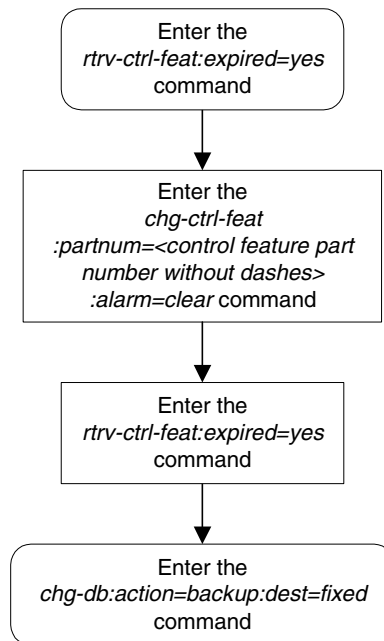 Enter the
rtrv-ctrl-feat:expired=yes
command
Enter the
chg-ctrl-feat
:partnum=<control feature part
number without dashes>
:alarm=clear command
Enter the
rtrv-ctrl-feat:expired=yes
command
Enter the
chg-db:action=backup:dest=fixed
command